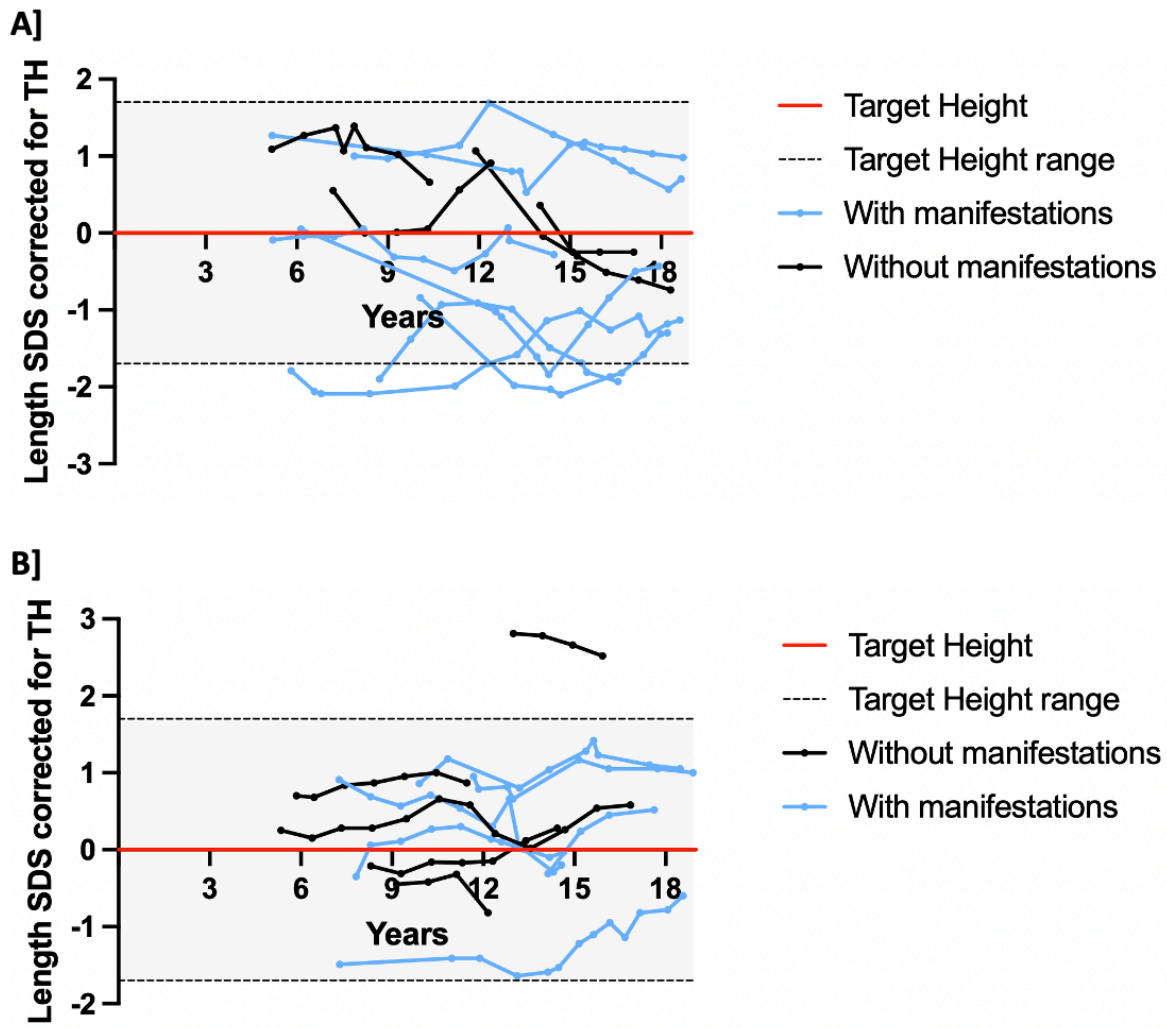 A]
Length SDS corrected for TH
2
1
0
-1
-2
-3
3 6 9 12 15 18
Years
Target Height
Target Height range
With manifestations
Without manifestations
B]
Length SDS corrected for TH
3
2
1
0
-1
-2
3 6 9 12 15 18
Years
Target Height
Target Height range
Without manifestations
With manifestations